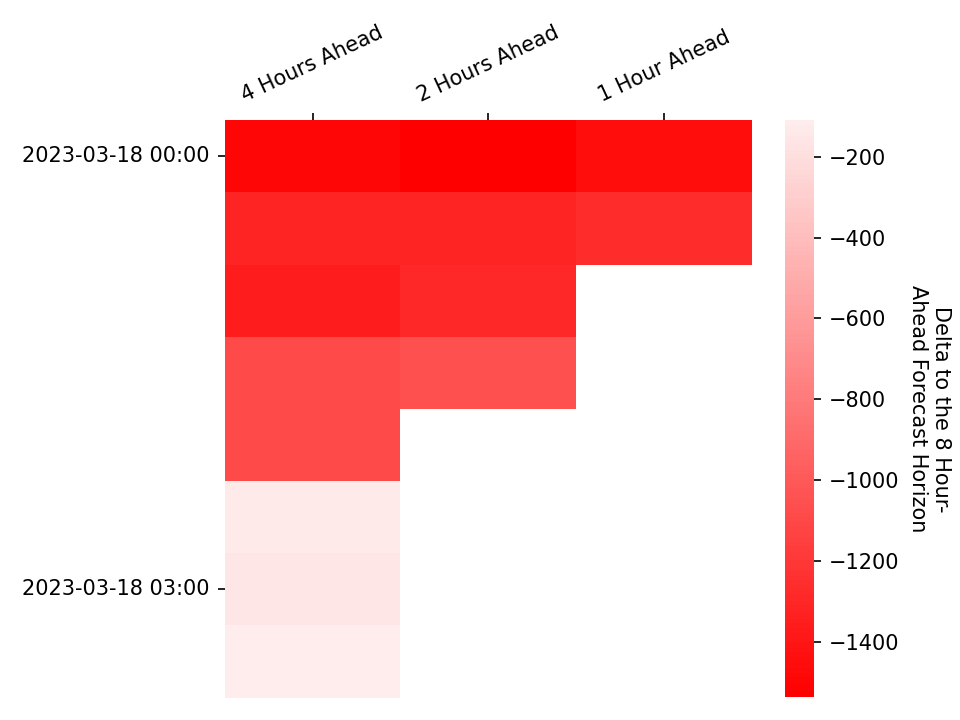 4 Hours Ahead
2 Hours Ahead
1 Hour Ahead
2023-03-18 00:00
2023-03-18 03:00
−200
−400
−600
−800
−1000
−1200
−1400
Delta to the 8 Hour-
Ahead Forecast Horizon